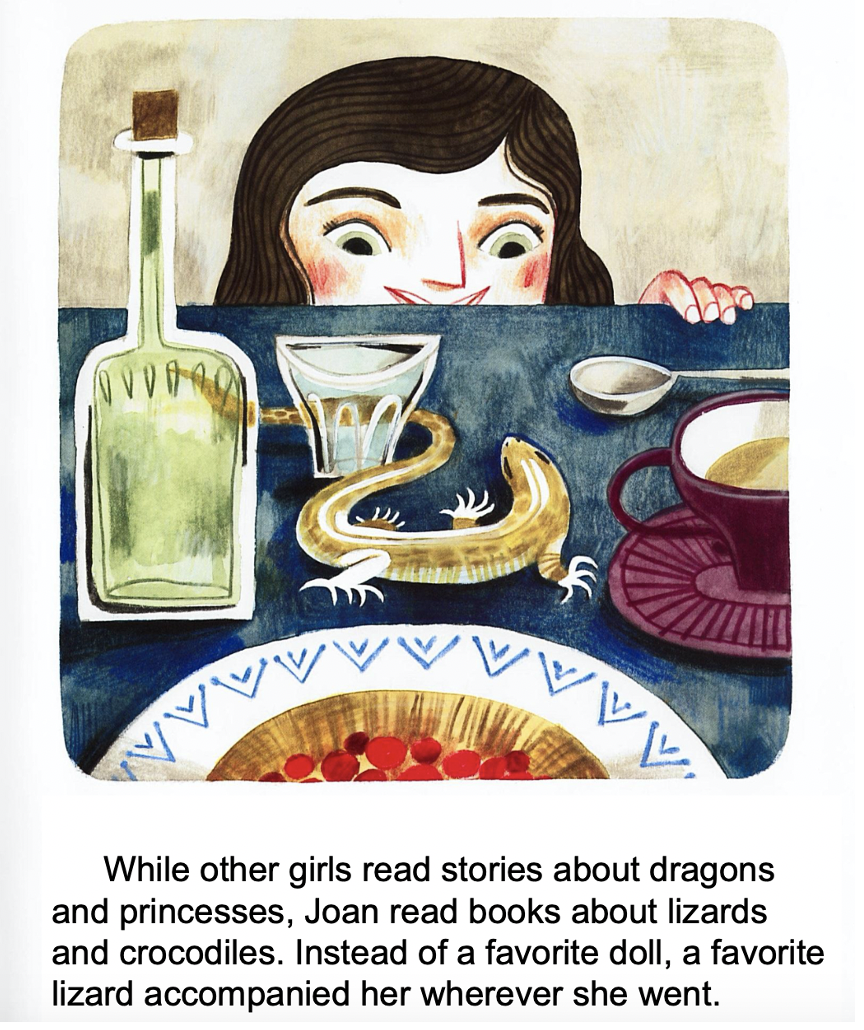 While other girls read stories about dragons
and princesses, Joan read books about lizards
and crocodiles. Instead of a favorite doll, a favorite
lizard accompanied her wherever she went.